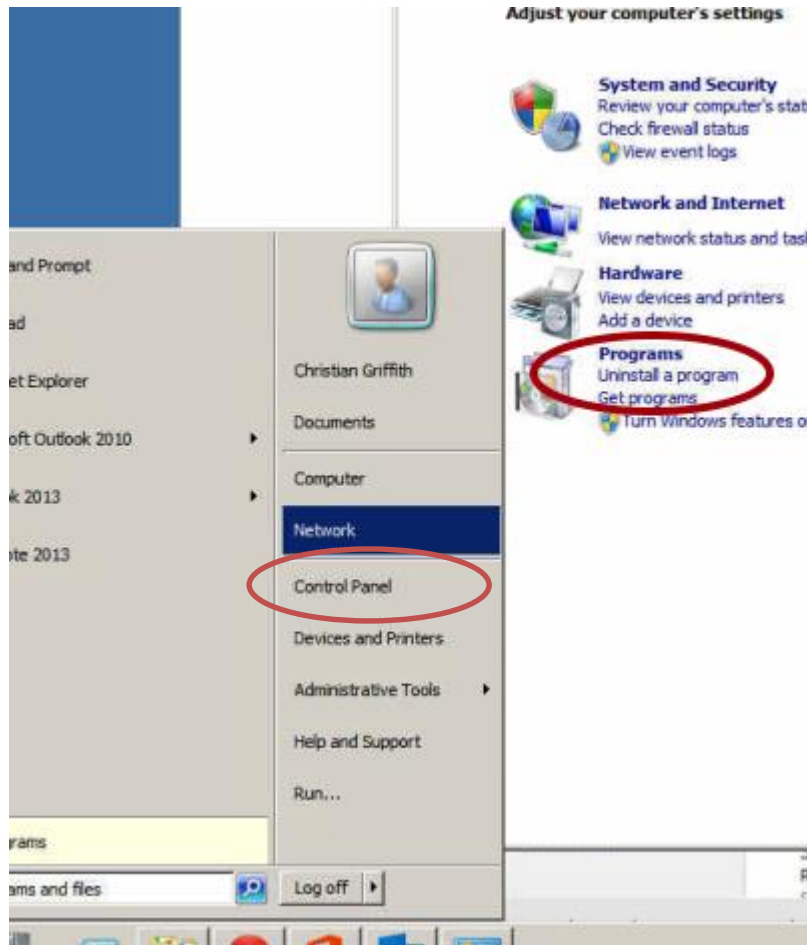 Adjust your computer's settings
System and Security
Review your computer's stat
Check firewall status
View event logs
Network and Internet
View network status and tas
Hardware
View devices and printers
Add a device
Programs
Uninstall a program
Get programs
Turn Windows features o
and Prompt
ad
et Explorer
oft Outlook 2010
k 2013
ote 2013
rams
ams and files
Christian Griffith
Documents
Computer
Network
Control Panel
Devices and Printers
Administrative Tools
Help and Support
Run...
Log off